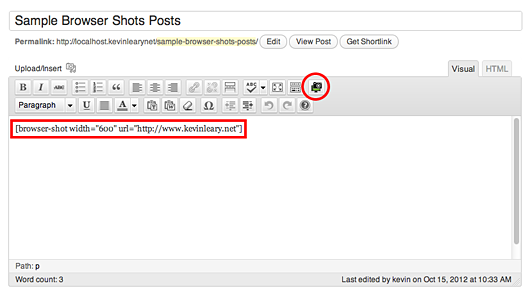 Sample Browser Shots Posts
Permalink: http://localhost.kevinlearynet/sample-browser-shots-posts/ Edit View Post Get Shortlink
Upload/Insert Visual HTML
B I ABC “ ABC
Paragraph U A Ω
[browser-shot width="600" url="http://www.kevinleary.net"]
Path: p
Word count: 3 Last edited by kevin on Oct 15, 2012 at 10:33 AM